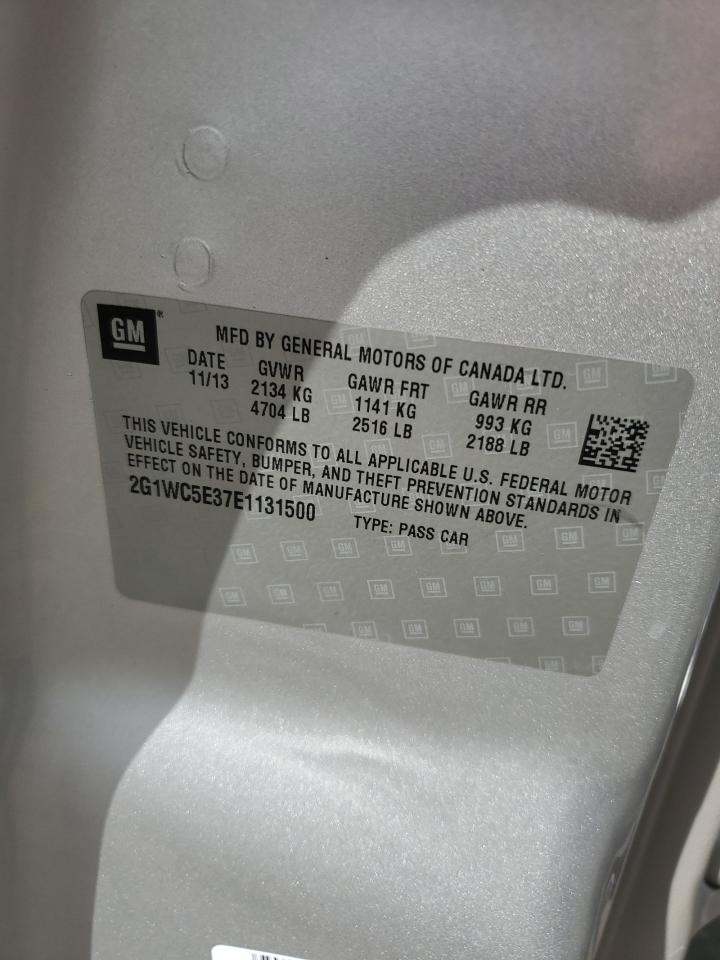 GM
MFD BY GENERAL MOTORS OF CANADA LTD.
DATE GVWR GAWR FRT GAWR RR
11/13 2134 KG 1141 KG 993 KG
4704 LB 2516 LB 2188 LB
THIS VEHICLE CONFORMS TO ALL APPLICABLE U.S. FEDERAL MOTOR
VEHICLE SAFETY, BUMPER, AND THEFT PREVENTION STANDARDS IN
EFFECT ON THE DATE OF MANUFACTURE SHOWN ABOVE.
2G1WC5E37E1131500 TYPE: PASS CAR